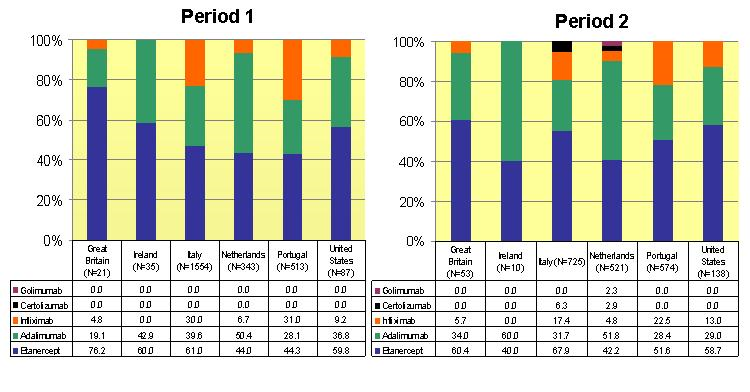 Period 1
100%
80%
60%
40%
20%
0%
Great Britain (N=21) Ireland (N=35) Italy (N=1554) Netherlands (N=343) Portugal (N=513) United States (N=87)
Golimumab 0.0 0.0 0.0 0.0 0.0 0.0
Certolizumab 0.0 0.0 0.0 0.0 0.0 0.0
Infliximab 4.8 0.0 30.0 6.7 31.0 9.2
Adalimumab 19.1 42.9 39.6 50.4 28.1 36.8
Etanercept 76.2 60.0 61.0 44.0 44.3 59.8
Period 2
100%
80%
60%
40%
20%
0%
Great Britain (N=53) Ireland (N=10) Italy (N=725) Netherlands (N=521) Portugal (N=574) United States (N=138)
Golimumab 0.0 0.0 0.0 2.3 0.0 0.0
Certolizumab 0.0 0.0 6.3 2.9 0.0 0.0
Infliximab 5.7 0.0 17.4 4.8 22.5 13.0
Adalimumab 34.0 60.0 31.7 51.8 28.4 29.0
Etanercept 60.4 40.0 67.9 42.2 51.6 58.7